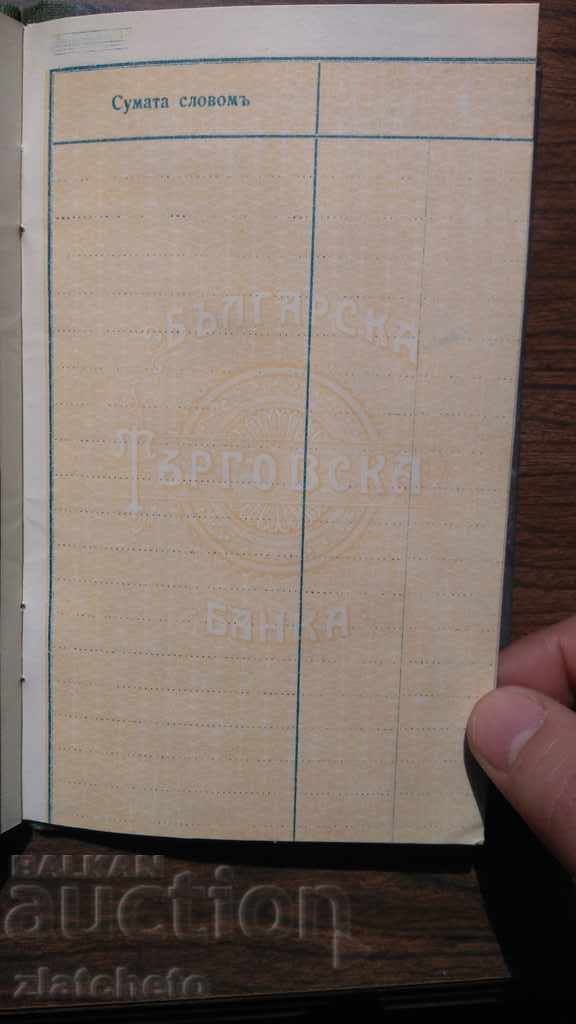 Сумата словомъ
БЪЛГАРСКА
ТЪРГОВСКА
БАНКА
BALKAN
auction
zlatcheto